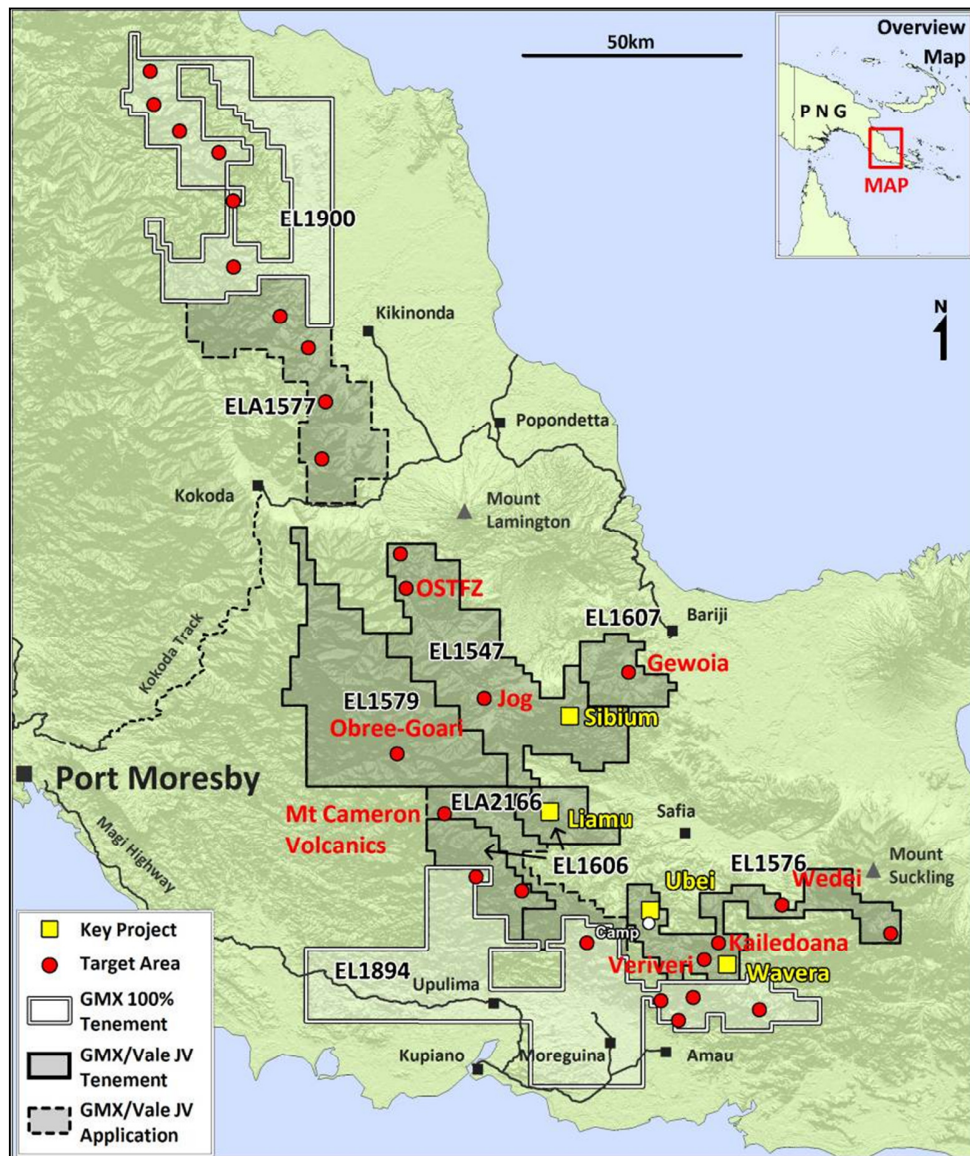 50km
Overview
Map
PNG
MAP
EL1900
N
Kikinonda
ELA1577
Popondetta
Kokoda
Mount
Lamington
OSTFZ
Bariji
EL1607
Kokoda Track
EL1547
Gewoia
EL1579
Jog
Sibium
Obree-Goari
Port Moresby
ELA2166
Mt Cameron
Volcanics
Liamu
Safia
Magi Highway
EL1606
EL1576
Mount
Suckling
Wedei
Ubei
Camp
Kailedoana
Veriveri
Wavera
EL1894
Upulima
Kupiano
Moreguina
Amau
Key Project
Target Area
GMX 100%
Tenement
GMX/Vale JV
Tenement
GMX/Vale JV
Application